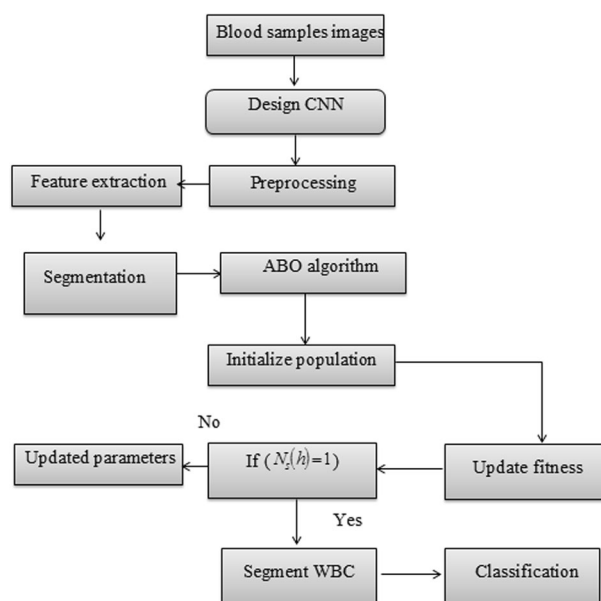 Blood samples images
Design CNN
Preprocessing
Feature extraction
Segmentation
ABO algorithm
Initialize population
Update fitness
If ( Ns(h)=1)
No
Updated parameters
Yes
Segment WBC
Classification